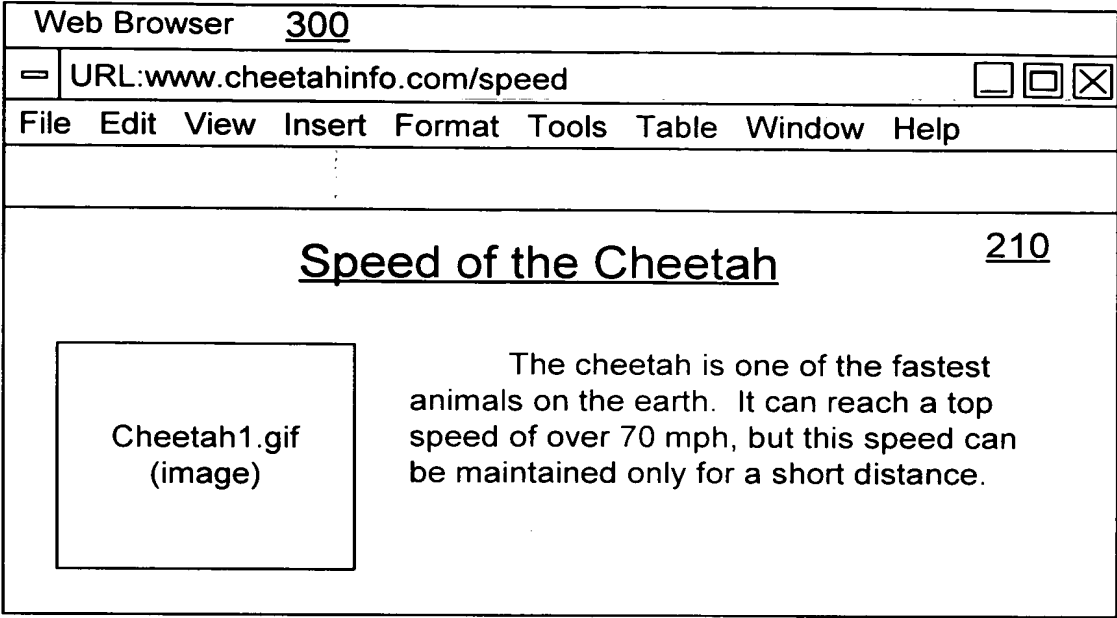 Web Browser 300
URL:www.cheetahinfo.com/speed
File Edit View Insert Format Tools Table Window Help
210
Speed of the Cheetah
Cheetah1.gif
(image)
The cheetah is one of the fastest
animals on the earth. It can reach a top
speed of over 70 mph, but this speed can
be maintained only for a short distance.